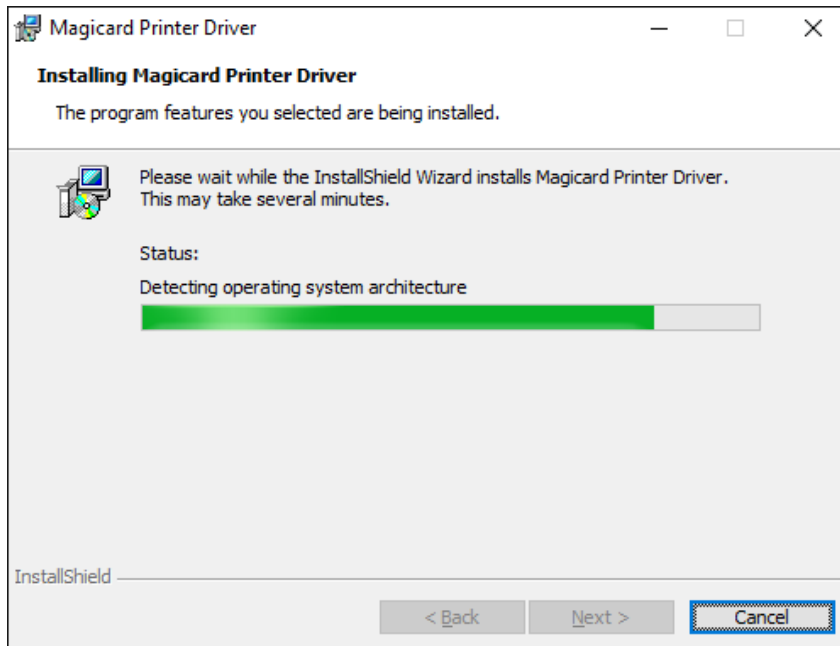 Magicard Printer Driver
Installing Magicard Printer Driver
The program features you selected are being installed.
Please wait while the InstallShield Wizard installs Magicard Printer Driver.
This may take several minutes.
Status:
Detecting operating system architecture
InstallShield
< Back
Next >
Cancel